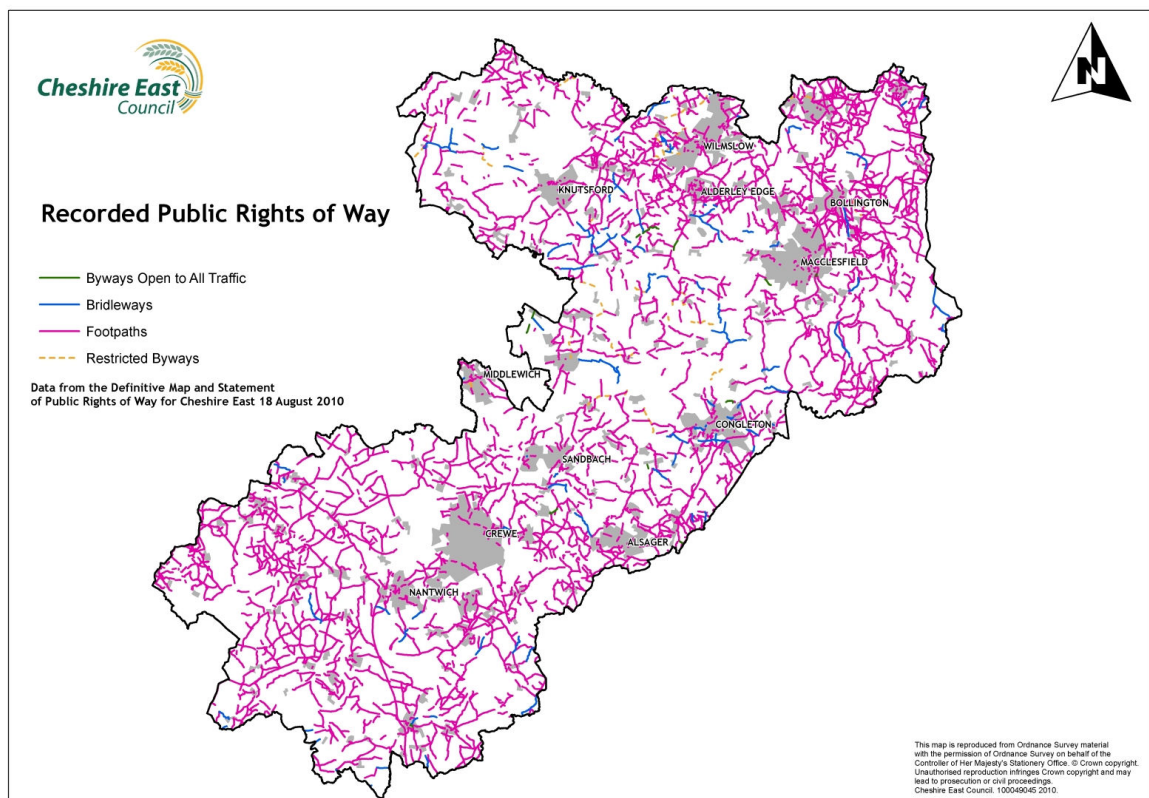 Cheshire East
Council
N
Recorded Public Rights of Way
Byways Open to All Traffic
Bridleways
Footpaths
Restricted Byways
Data from the Definitive Map and Statement
of Public Rights of Way for Cheshire East 18 August 2010
WILMSLOW
KNUTSFORD
ALDERLEY EDGE
BOLLINGTON
MACCLESFIELD
MIDDLEWICH
CONGLETON
SANDBACH
CREWE
ALSAGER
NANTWICH
This map is reproduced from Ordnance Survey material
with the permission of Ordnance Survey on behalf of the
Controller of Her Majesty's Stationery Office. © Crown copyright.
Unauthorised reproduction infringes Crown copyright and may
lead to prosecution or civil proceedings.
Cheshire East Council. 100049045 2010.